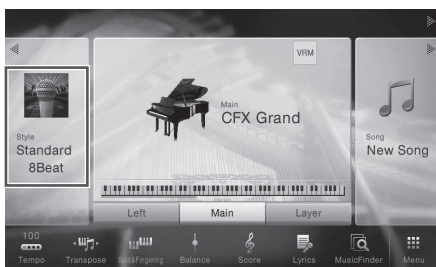 VRM
Style
Standard
8Beat
Main
CFX Grand
Song
New Song
Left
Main
Layer
100
Tempo
Transpose
Split&Fingering
Balance
Score
Lyrics
MusicFinder
Menu